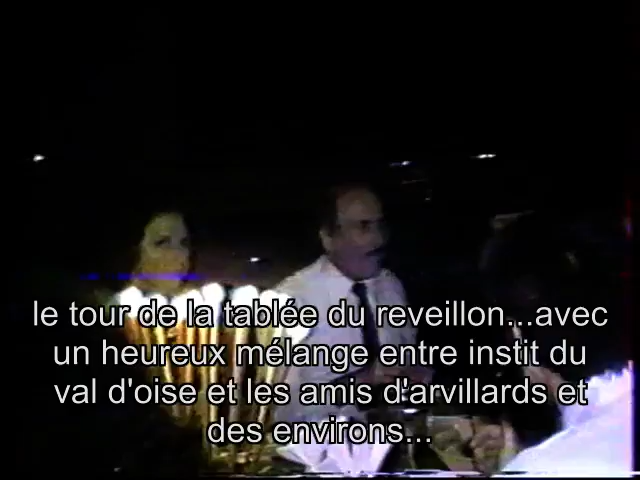 le tour de la tablée du reveillon...avec
un heureux mélange entre instit du
val d'oise et les amis d'arvillards et
des environs...